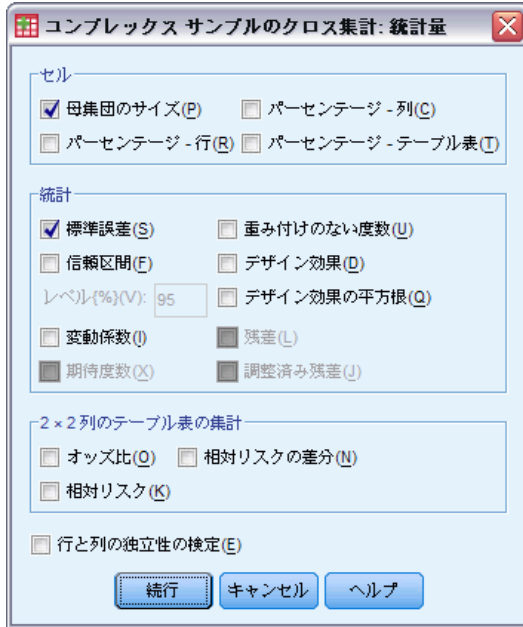 コンプレックス サンプルのクロス集計: 統計量
セル
母集団のサイズ(P) パーセンテージ - 列(C)
パーセンテージ - 行(R) パーセンテージ - テーブル表(T)
統計
標準誤差(S) 重み付けのない度数(U)
信頼区間(F) デザイン効果(D)
レベル{%}(V): 95 デザイン効果の平方根(Q)
変動係数(I) 残差(L)
期待度数(X) 調整済み残差(J)
2 × 2 列のテーブル表の集計
オッズ比(O) 相対リスクの差分(N)
相対リスク(K)
行と列の独立性の検定(E)
続行 キャンセル ヘルプ